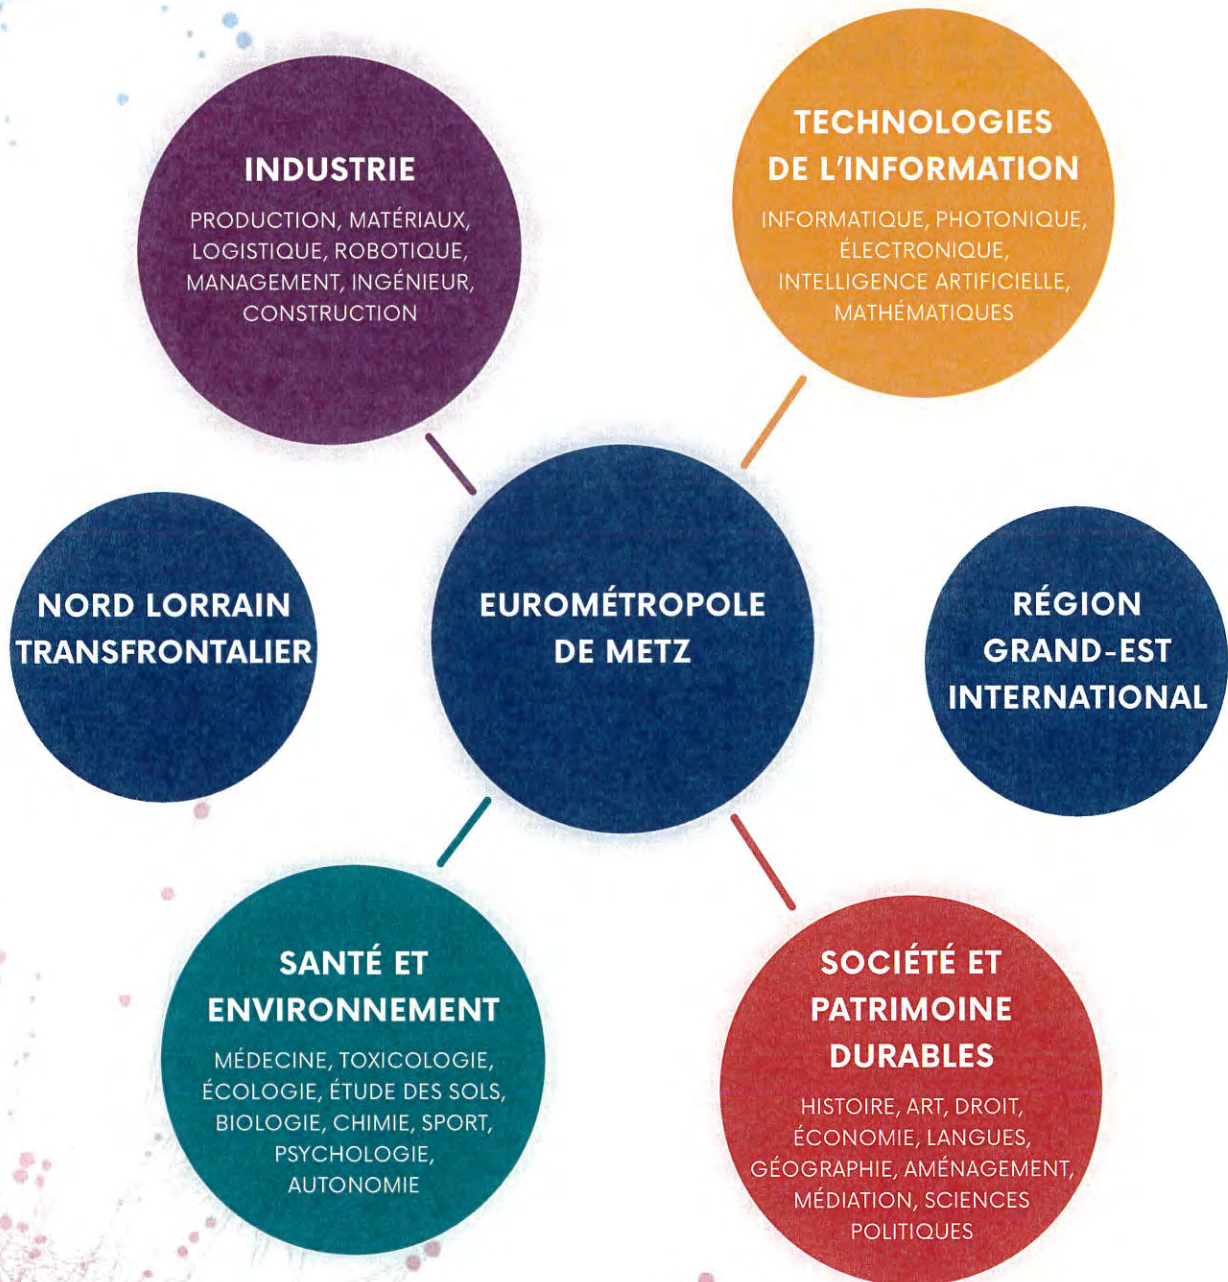 INDUSTRIE
PRODUCTION, MATÉRIAUX,
LOGISTIQUE, ROBOTIQUE,
MANAGEMENT, INGÉNIEUR,
CONSTRUCTION
TECHNOLOGIES
DE L'INFORMATION
INFORMATIQUE, PHOTONIQUE,
ÉLECTRONIQUE,
INTELLIGENCE ARTIFICIELLE,
MATHÉMATIQUES
NORD LORRAIN
TRANSFRONTALIER
EUROMÉTROPOLE
DE METZ
RÉGION
GRAND-EST
INTERNATIONAL
SANTÉ ET
ENVIRONNEMENT
MÉDECINE, TOXICOLOGIE,
ÉCOLOGIE, ÉTUDE DES SOLS,
BIOLOGIE, CHIMIE, SPORT,
PSYCHOLOGIE,
AUTONOMIE
SOCIÉTÉ ET
PATRIMOINE
DURABLES
HISTOIRE, ART, DROIT,
ÉCONOMIE, LANGUES,
GÉOGRAPHIE, AMÉNAGEMENT,
MÉDIATION, SCIENCES
POLITIQUES